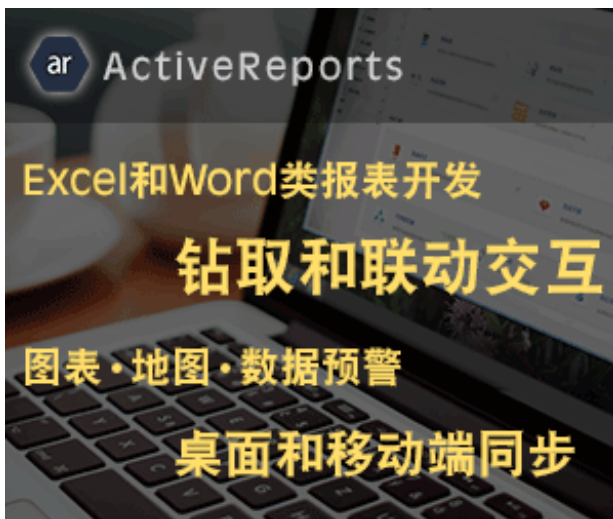 ar ActiveReports
Excel和Word类报表开发
钻取和联动交互
图表·地图·数据预警
桌面和移动端同步